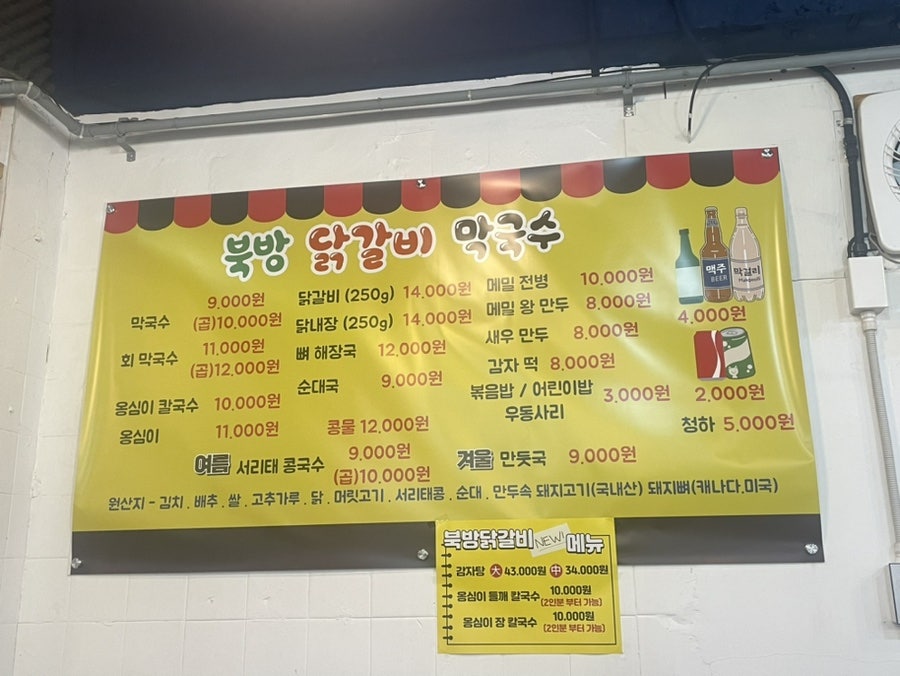 북방 닭갈비 막국수
막국수 9,000원
(곱)10,000원
회 막국수 11,000원
(곱)12,000원
옹심이 칼국수 10,000원
옹심이 11,000원
닭갈비 (250g) 14,000원
닭내장 (250g) 14,000원
뼈 해장국 12,000원
순대국 9,000원
콩물 12,000원
여름 서리태 콩국수 9,000원
(곱)10,000원
메밀 전병 10,000원
메밀 왕 만두 8,000원
새우 만두 8,000원
감자 떡 8,000원
볶음밥 / 어린이밥 3,000원
우동사리
겨울 만둣국 9,000원
맥주
BEER
막걸리
Makgeolli
4,000원
2,000원
청하 5,000원
원산지 - 김치 . 배추 . 쌀 . 고추가루 . 닭 . 머릿고기 . 서리태콩 . 순대 . 만두속 돼지고기(국내산) 돼지뼈(캐나다,미국)
북방닭갈비 NEW! 메뉴
감자탕 大 43.000원 中 34.000원
옹심이 들깨 칼국수 10.000원
(2인분 부터 가능)
옹심이 장 칼국수 10.000원
(2인분 부터 가능)